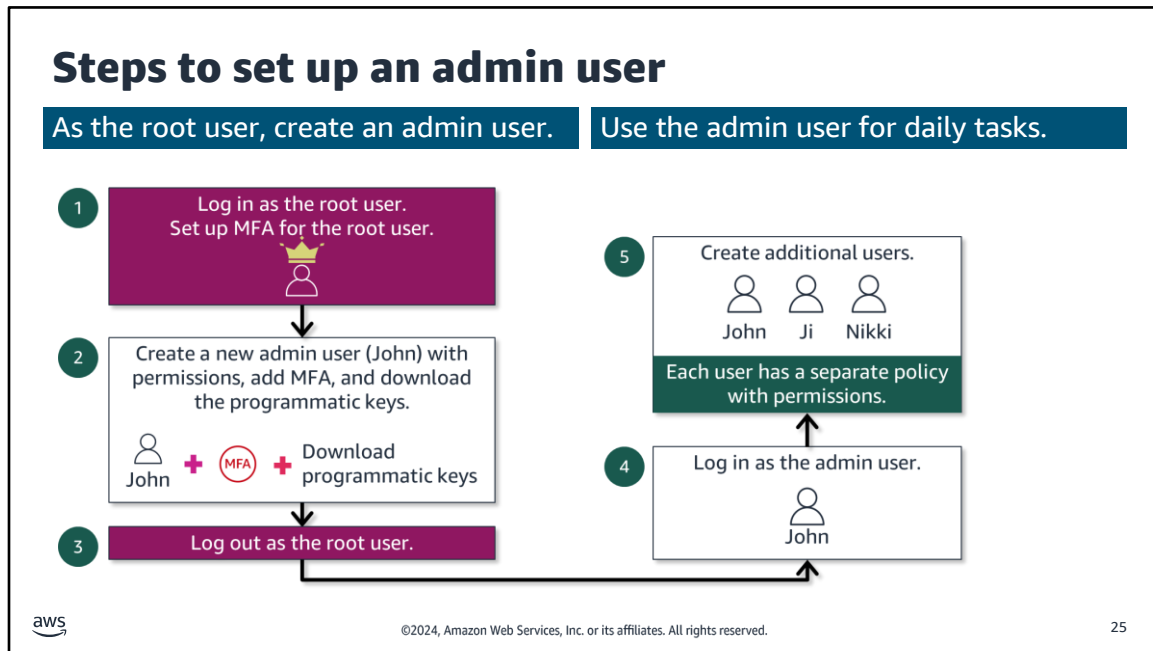 Steps to set up an admin user
As the root user, create an admin user.
Use the admin user for daily tasks.
1
Log in as the root user.
Set up MFA for the root user.
2
Create a new admin user (John) with
permissions, add MFA, and download
the programmatic keys.
John
MFA
Download
programmatic keys
3
Log out as the root user.
5
Create additional users.
John Ji Nikki
Each user has a separate policy
with permissions.
4
Log in as the admin user.
John
aws
©2024, Amazon Web Services, Inc. or its affiliates. All rights reserved.
25